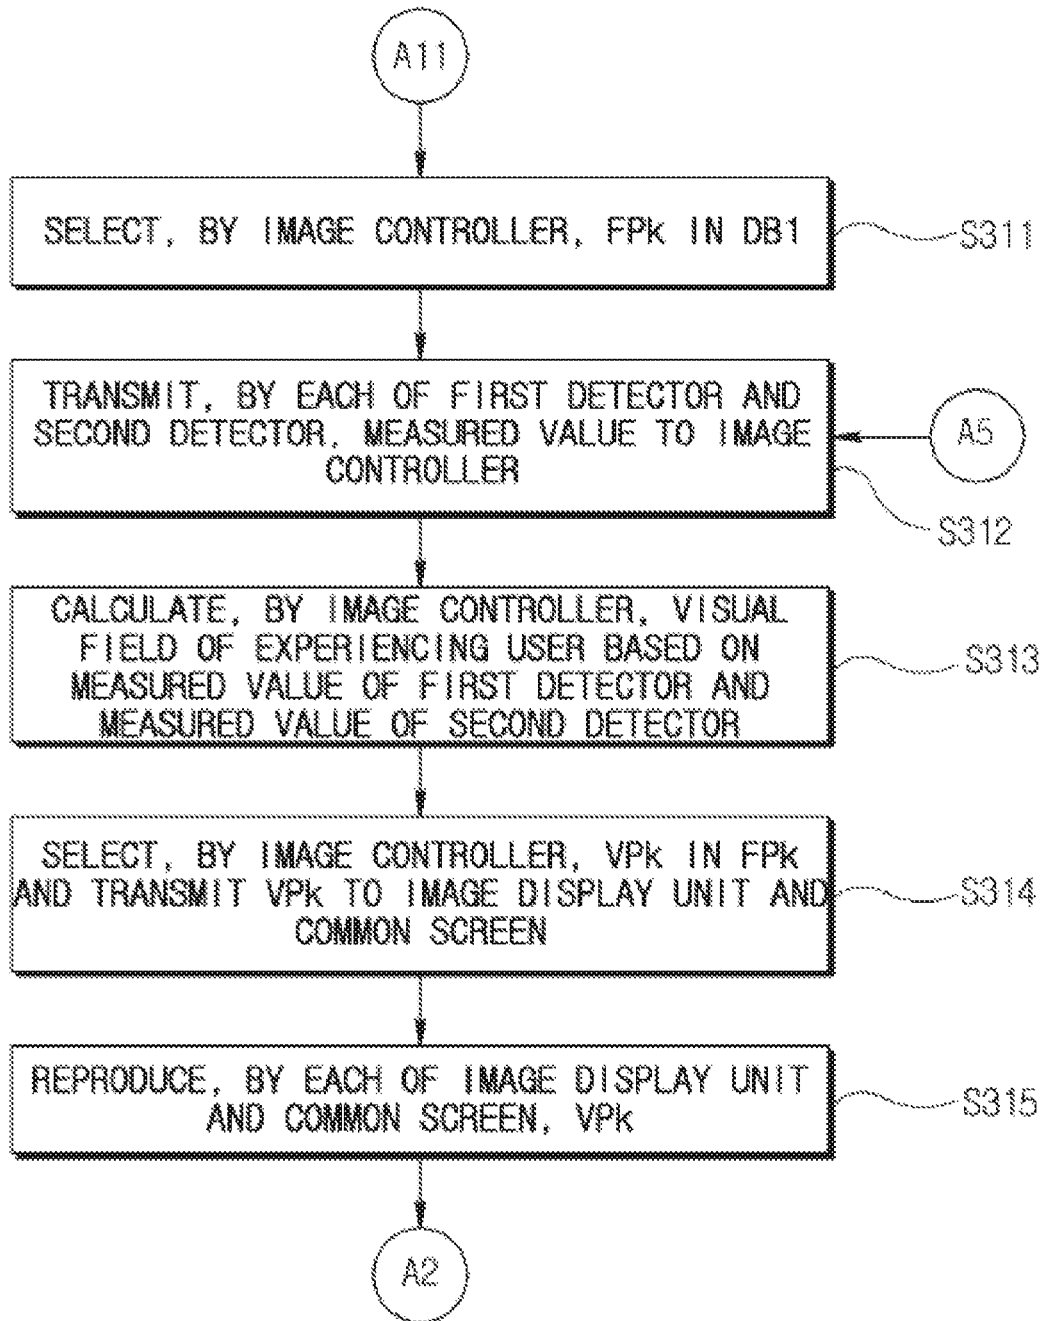 A11
SELECT, BY IMAGE CONTROLLER, FPk IN DB1
S311
TRANSMIT, BY EACH OF FIRST DETECTOR AND
SECOND DETECTOR, MEASURED VALUE TO IMAGE
CONTROLLER
A5
S312
CALCULATE, BY IMAGE CONTROLLER, VISUAL
FIELD OF EXPERIENCING USER BASED ON
MEASURED VALUE OF FIRST DETECTOR AND
MEASURED VALUE OF SECOND DETECTOR
S313
SELECT, BY IMAGE CONTROLLER, VPk IN FPk
AND TRANSMIT VPk TO IMAGE DISPLAY UNIT AND
COMMON SCREEN
S314
REPRODUCE, BY EACH OF IMAGE DISPLAY UNIT
AND COMMON SCREEN, VPk
S315
A2